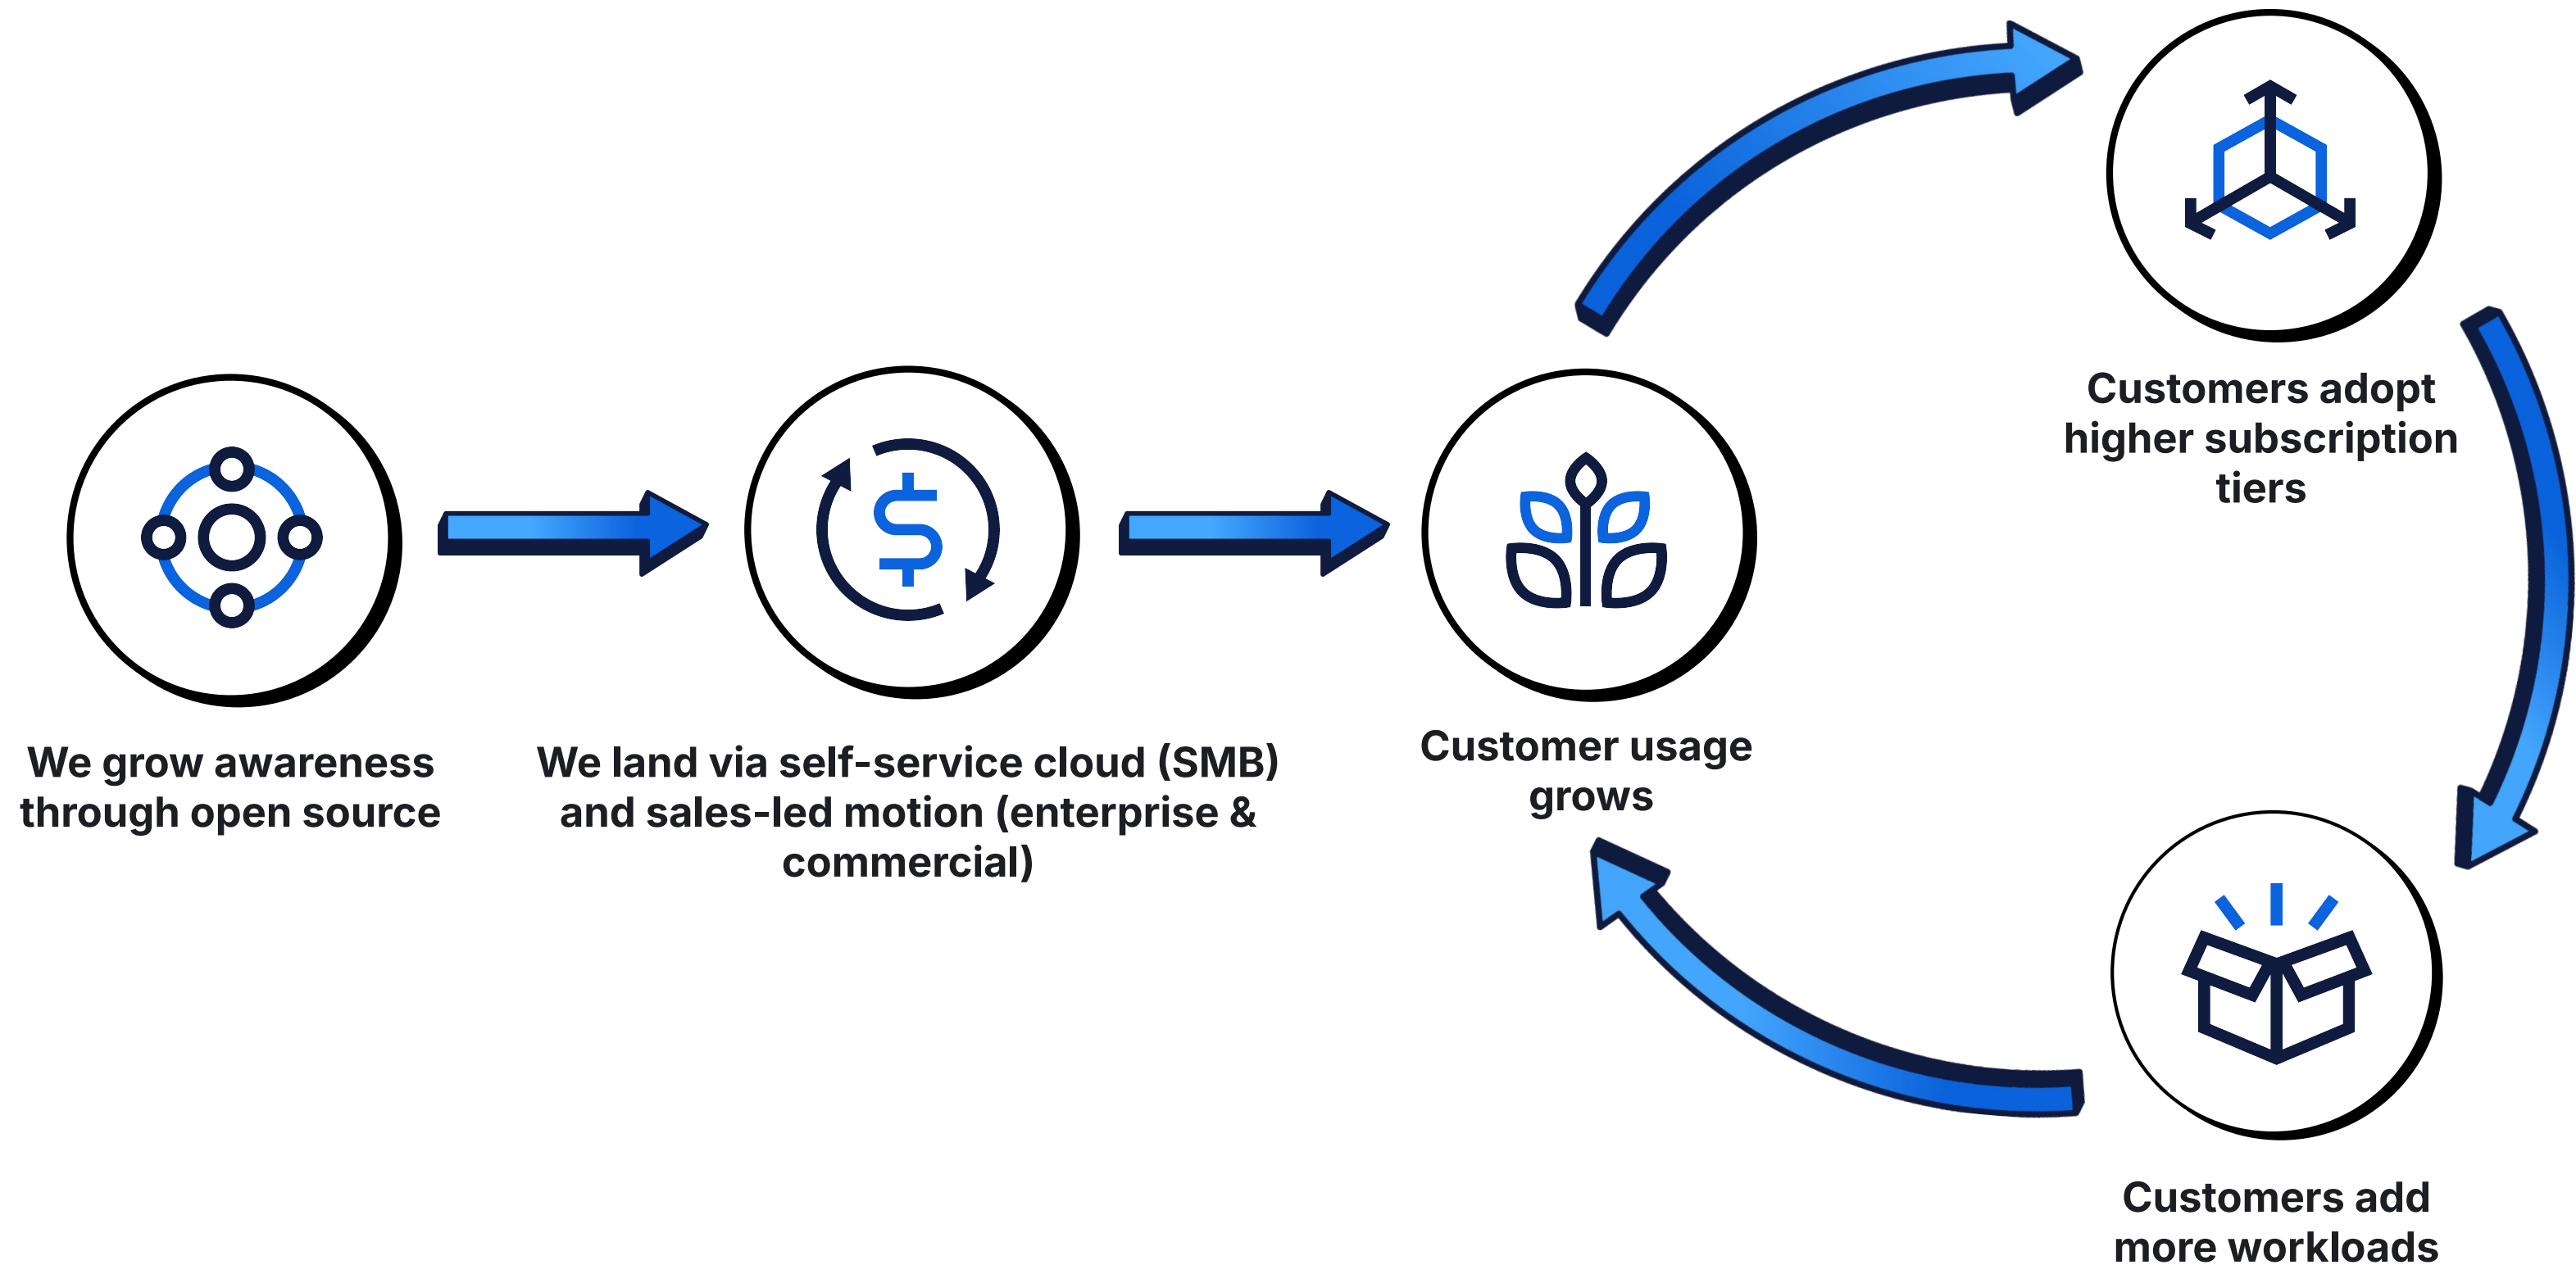 We grow awareness
through open source
We land via self-service cloud (SMB)
and sales-led motion (enterprise &
commercial)
Customer usage
grows
Customers adopt
higher subscription
tiers
Customers add
more workloads